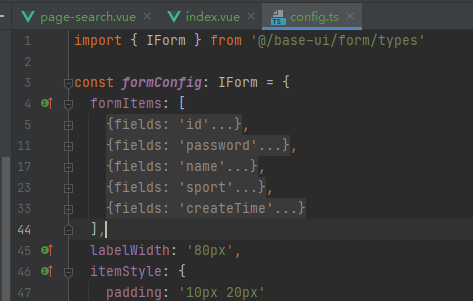 page-search.vue × index.vue × config.ts ×
1 import { IForm } from '@/base-ui/form/types'
2
3 const formConfig: IForm = {
4 formItems: [
5 {fields: 'id'...},
11 {fields: 'password'...},
17 {fields: 'name'...},
23 {fields: 'sport'...},
33 {fields: 'createTime'...}
44 ],
45 labelWidth: '80px',
46 itemStyle: {
47 padding: '10px 20px'